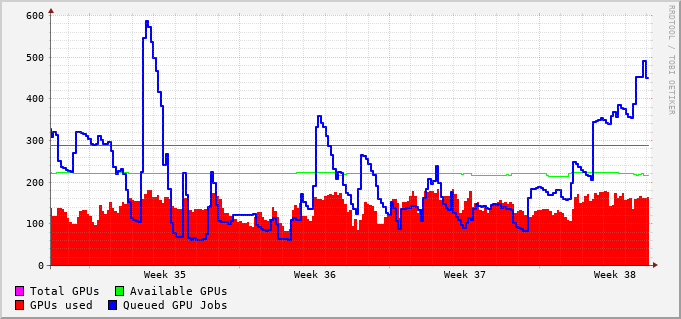 600
500
400
300
200
100
0
Week 35 Week 36 Week 37 Week 38
Total GPUs Available GPUs
GPUs used Queued GPU Jobs
RRDTOOL / TOBI OETIKER